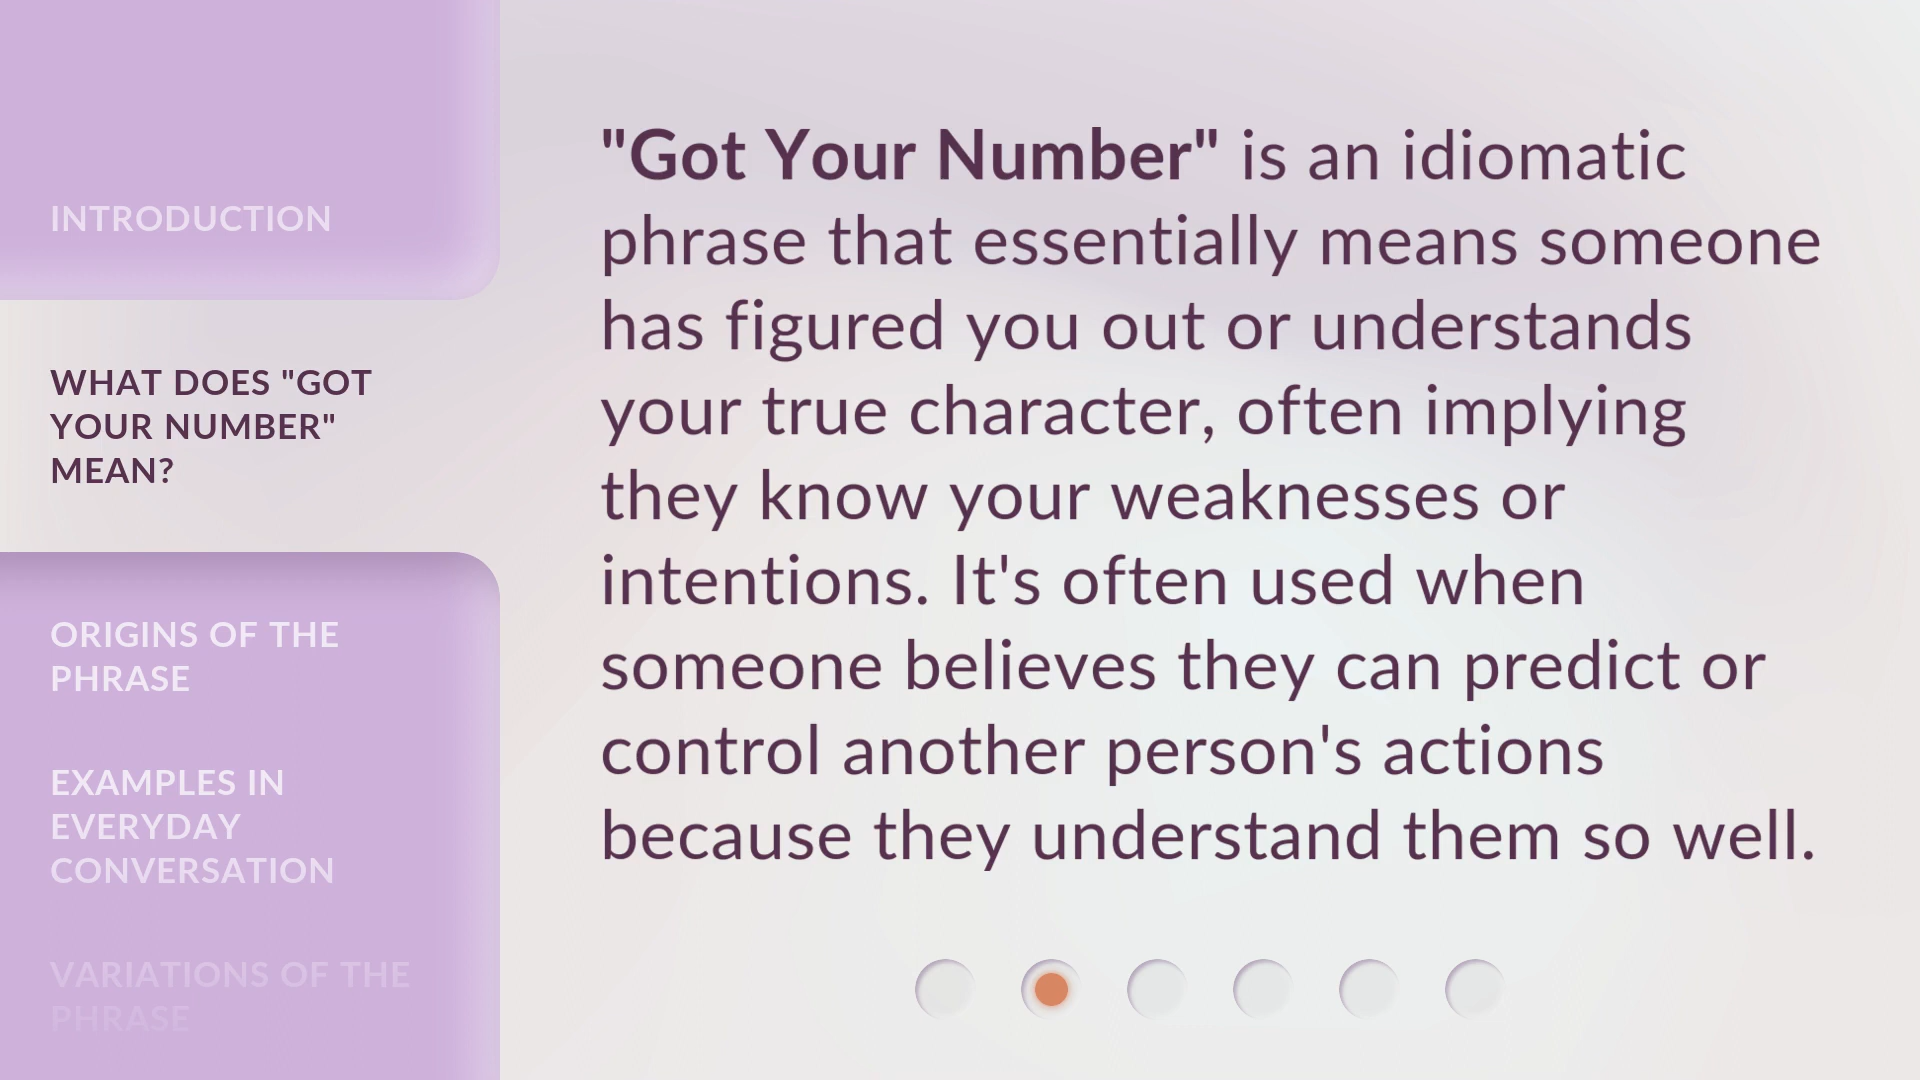 INTRODUCTION
WHAT DOES "GOT
YOUR NUMBER"
MEAN?
ORIGINS OF THE
PHRASE
EXAMPLES IN
EVERYDAY
CONVERSATION
VARIATIONS OF THE
PHRASE
"Got Your Number" is an idiomatic
phrase that essentially means someone
has figured you out or understands
your true character, often implying
they know your weaknesses or
intentions. It's often used when
someone believes they can predict or
control another person's actions
because they understand them so well.